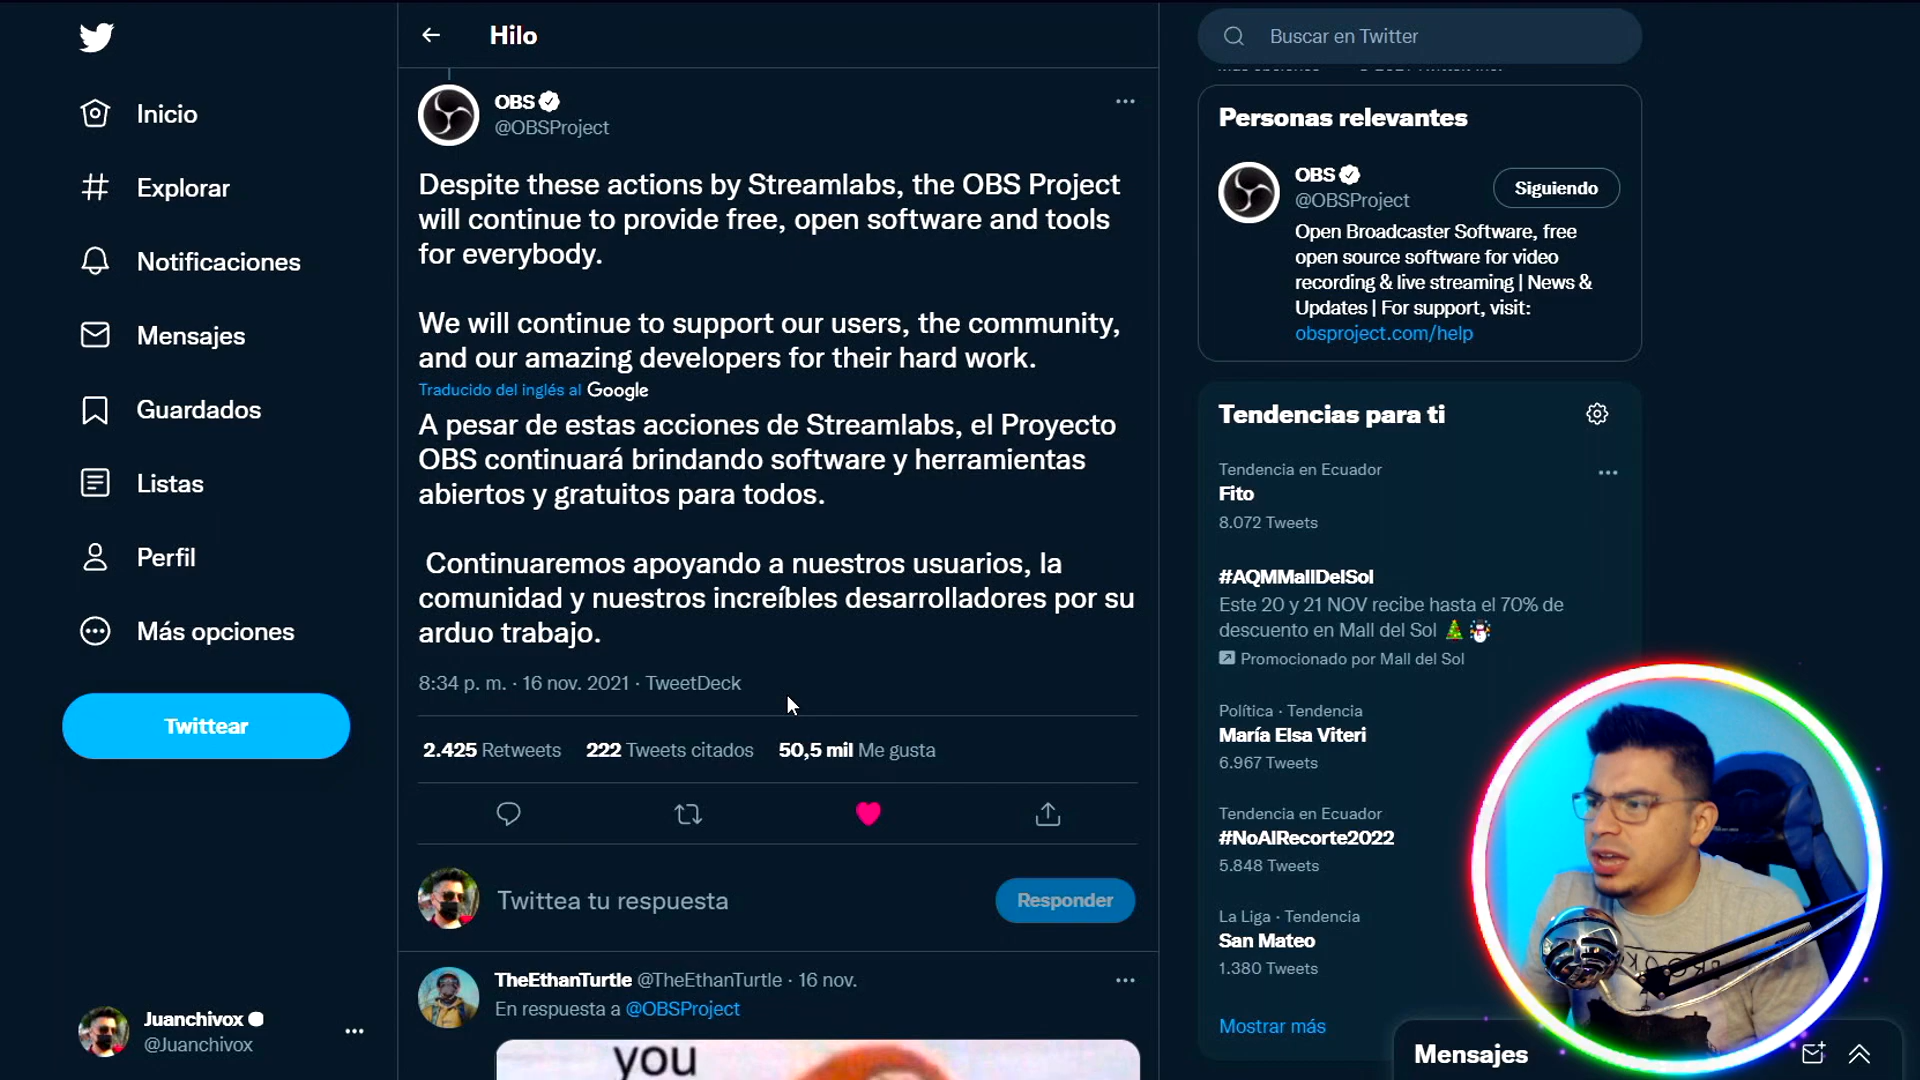 Inicio
Explorar
Notificaciones
Mensajes
Guardados
Listas
Perfil
Más opciones
Twittear
Juanchivox
@Juanchivox
Hilo
OBS
@OBSProject
Despite these actions by Streamlabs, the OBS Project
will continue to provide free, open software and tools
for everybody.
We will continue to support our users, the community,
and our amazing developers for their hard work.
Traducido del inglés al Google
A pesar de estas acciones de Streamlabs, el Proyecto
OBS continuará brindando software y herramientas
abiertos y gratuitos para todos.
Continuaremos apoyando a nuestros usuarios, la
comunidad y nuestros increíbles desarrolladores por su
arduo trabajo.
8:34 p. m. · 16 nov. 2021 · TweetDeck
2.425 Retweets 222 Tweets citados 50,5 mil Me gusta
Twittea tu respuesta
Responder
TheEthanTurtle @TheEthanTurtle · 16 nov.
En respuesta a @OBSProject
you
Buscar en Twitter
Personas relevantes
OBS
@OBSProject
Siguiendo
Open Broadcaster Software, free
open source software for video
recording & live streaming | News &
Updates | For support, visit:
obsproject.com/help
Tendencias para ti
Tendencia en Ecuador
Fito
8.072 Tweets
#AQMMallDelSol
Este 20 y 21 NOV recibe hasta el 70% de
descuento en Mall del Sol 🎄☃️
Promocionado por Mall del Sol
Política · Tendencia
María Elsa Viteri
6.967 Tweets
Tendencia en Ecuador
#NoAlRecorte2022
5.848 Tweets
La Liga · Tendencia
San Mateo
1.380 Tweets
Mostrar más
Mensajes